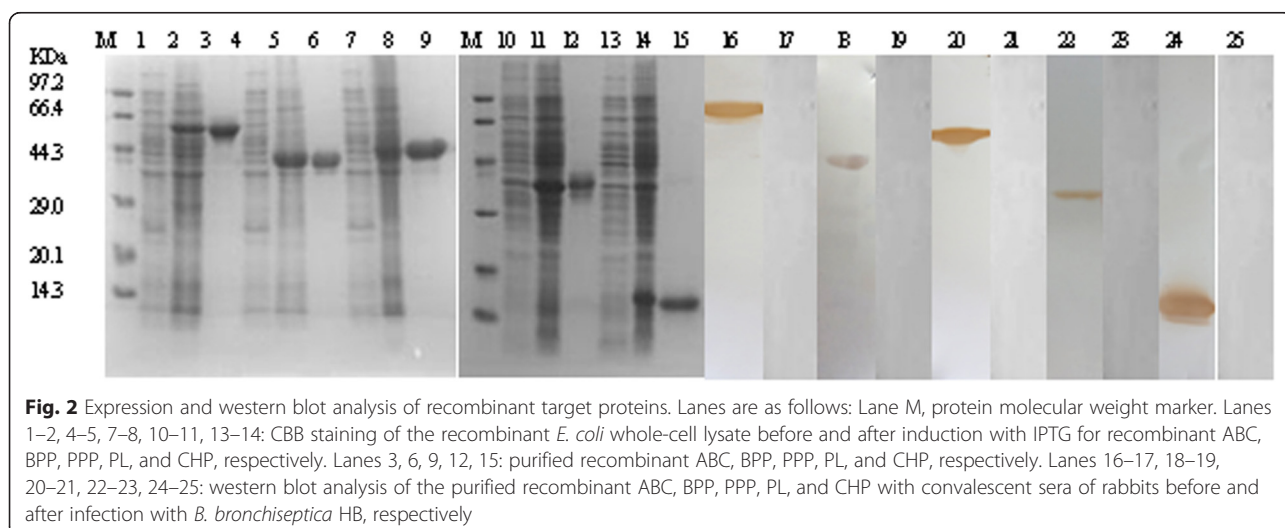 M 1 2 3 4 5 6 7 8 9 M 10 11 12 13 14 15 16 17 18 19 20 21 22 23 24 25
KDa
97.2
66.4
44.3
29.0
20.1
14.3
Fig. 2 Expression and western blot analysis of recombinant target proteins. Lanes are as follows: Lane M, protein molecular weight marker. Lanes
1–2, 4–5, 7–8, 10–11, 13–14: CBB staining of the recombinant E. coli whole-cell lysate before and after induction with IPTG for recombinant ABC,
BPP, PPP, PL, and CHP, respectively. Lanes 3, 6, 9, 12, 15: purified recombinant ABC, BPP, PPP, PL, and CHP, respectively. Lanes 16–17, 18–19,
20–21, 22–23, 24–25: western blot analysis of the purified recombinant ABC, BPP, PPP, PL, and CHP with convalescent sera of rabbits before and
after infection with B. bronchiseptica HB, respectively